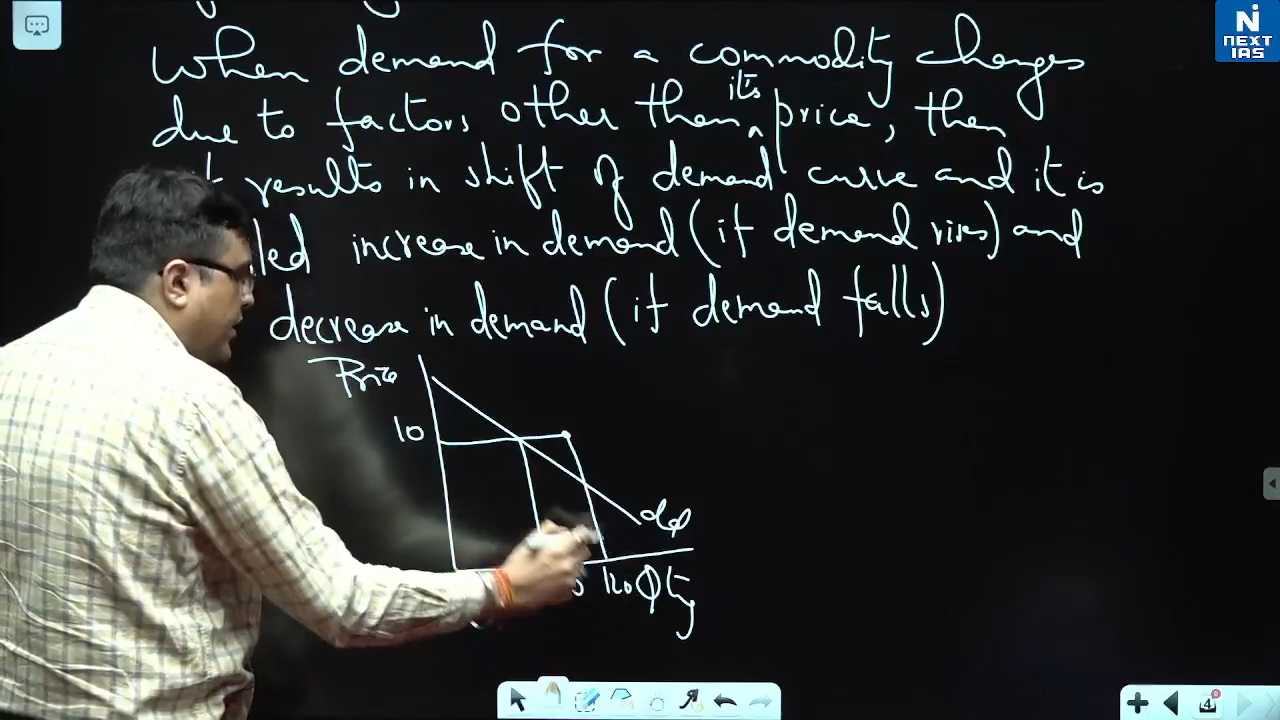 NEXT IAS
When demand for a commodity changes
due to factors other than its price, then
it results in shift of demand curve and it is
led increase in demand (if demand rises) and
decrease in demand (if demand falls)
Price
10
120 Qty